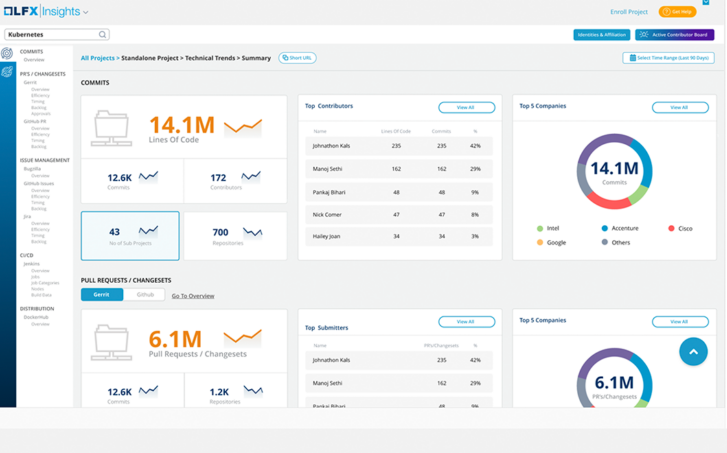 LFX Insights
Enroll Project
Get Help
Kubernetes
Identities & Affiliation
Active Contributor Board
COMMITS
Overview
PR'S / CHANGESETS
Gerrit
Overview
Efficiency
Timing
Backlog
Approvals
GitHub PR
Overview
Efficiency
Timing
Backlog
ISSUE MANAGEMENT
Bugzilla
Overview
GitHub Issues
Overview
Efficiency
Timing
Backlog
Jira
Overview
Efficiency
Timing
Backlog
CI/CD
Jenkins
Overview
Jobs
Job Categories
Nodes
Build Data
DISTRIBUTION
DockerHub
Overview
All Projects > Standalone Project > Technical Trends > Summary
Short URL
Select Time Range (Last 90 Days)
COMMITS
14.1M
Lines Of Code
12.6K
Commits
172
Contributors
43
No of Sub Projects
700
Repositories
Top Contributors
View All
Name Lines Of Code Commits %
Johnathon Kals 235 235 42%
Manoj Sethi 162 162 29%
Pankaj Bihari 48 48 9%
Nick Comer 47 47 8%
Hailey Joan 34 34 3%
Top 5 Companies
View All
14.1M
Commits
Intel Accenture Cisco
Google Others
PULL REQUESTS / CHANGESETS
Gerrit Github Go To Overview
6.1M
Pull Requests / Changesets
12.6K
Commits
1.2K
Repositories
Top Submitters
View All
Name PR's/Changesets %
Johnathon Kals 235 42%
Manoj Sethi 162 29%
Pankaj Bihari 48 9%
Top 5 Companies
View All
6.1M
PR's/Changesets